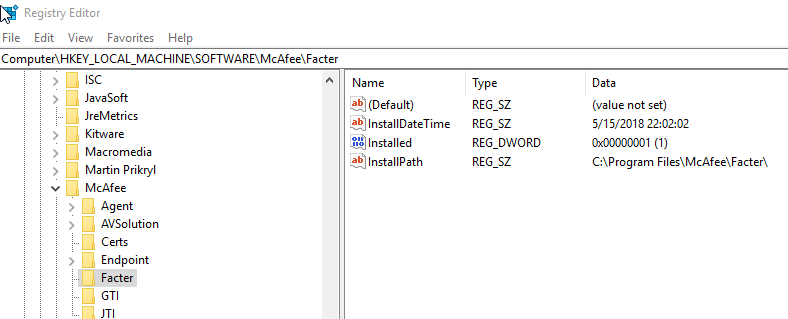 Registry Editor
File Edit View Favorites Help
Computer\HKEY_LOCAL_MACHINE\SOFTWARE\McAfee\Facter
ISC
JavaSoft
JreMetrics
Kitware
Macromedia
Martin Prikryl
McAfee
Agent
AVSolution
Certs
Endpoint
Facter
GTI
JTI
Name Type Data
(Default) REG_SZ (value not set)
InstallDateTime REG_SZ 5/15/2018 22:02:02
Installed REG_DWORD 0x00000001 (1)
InstallPath REG_SZ C:\Program Files\McAfee\Facter\